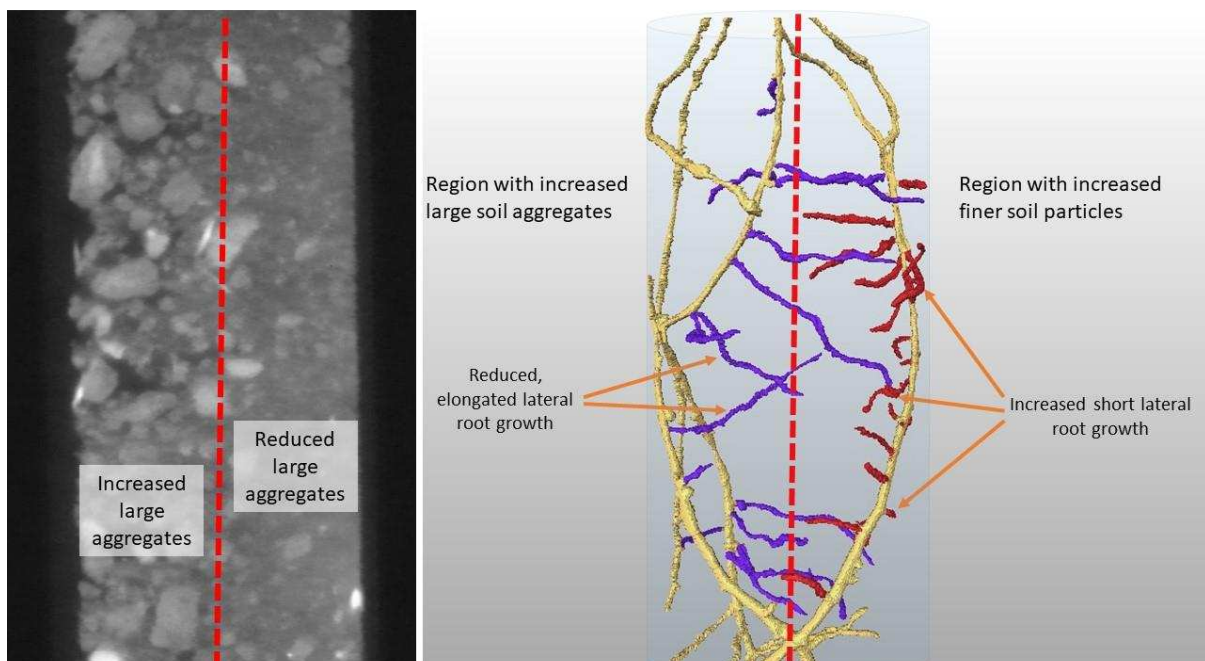 Increased
large
aggregates
Reduced
large
aggregates
Region with increased
large soil aggregates
Region with increased
finer soil particles
Reduced,
elongated lateral
root growth
Increased short lateral
root growth